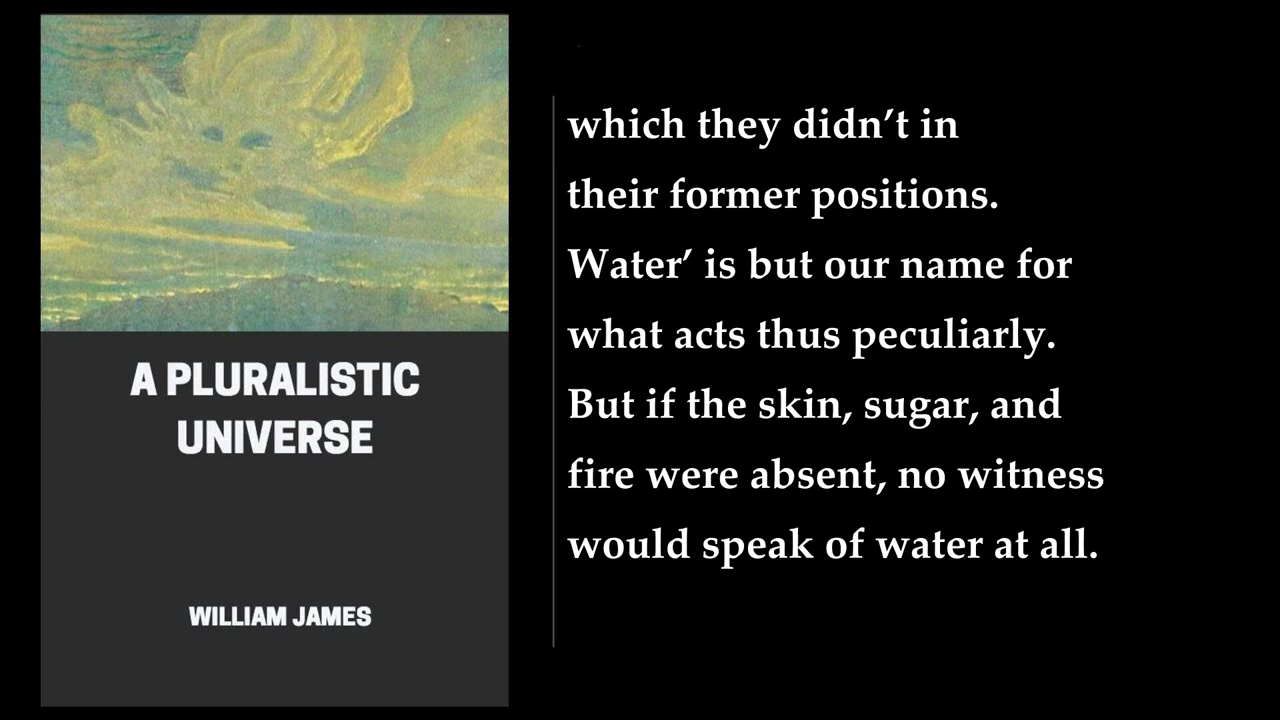 A PLURALISTIC
UNIVERSE
WILLIAM JAMES
which they didn’t in
their former positions.
Water’ is but our name for
what acts thus peculiarly.
But if the skin, sugar, and
fire were absent, no witness
would speak of water at all.